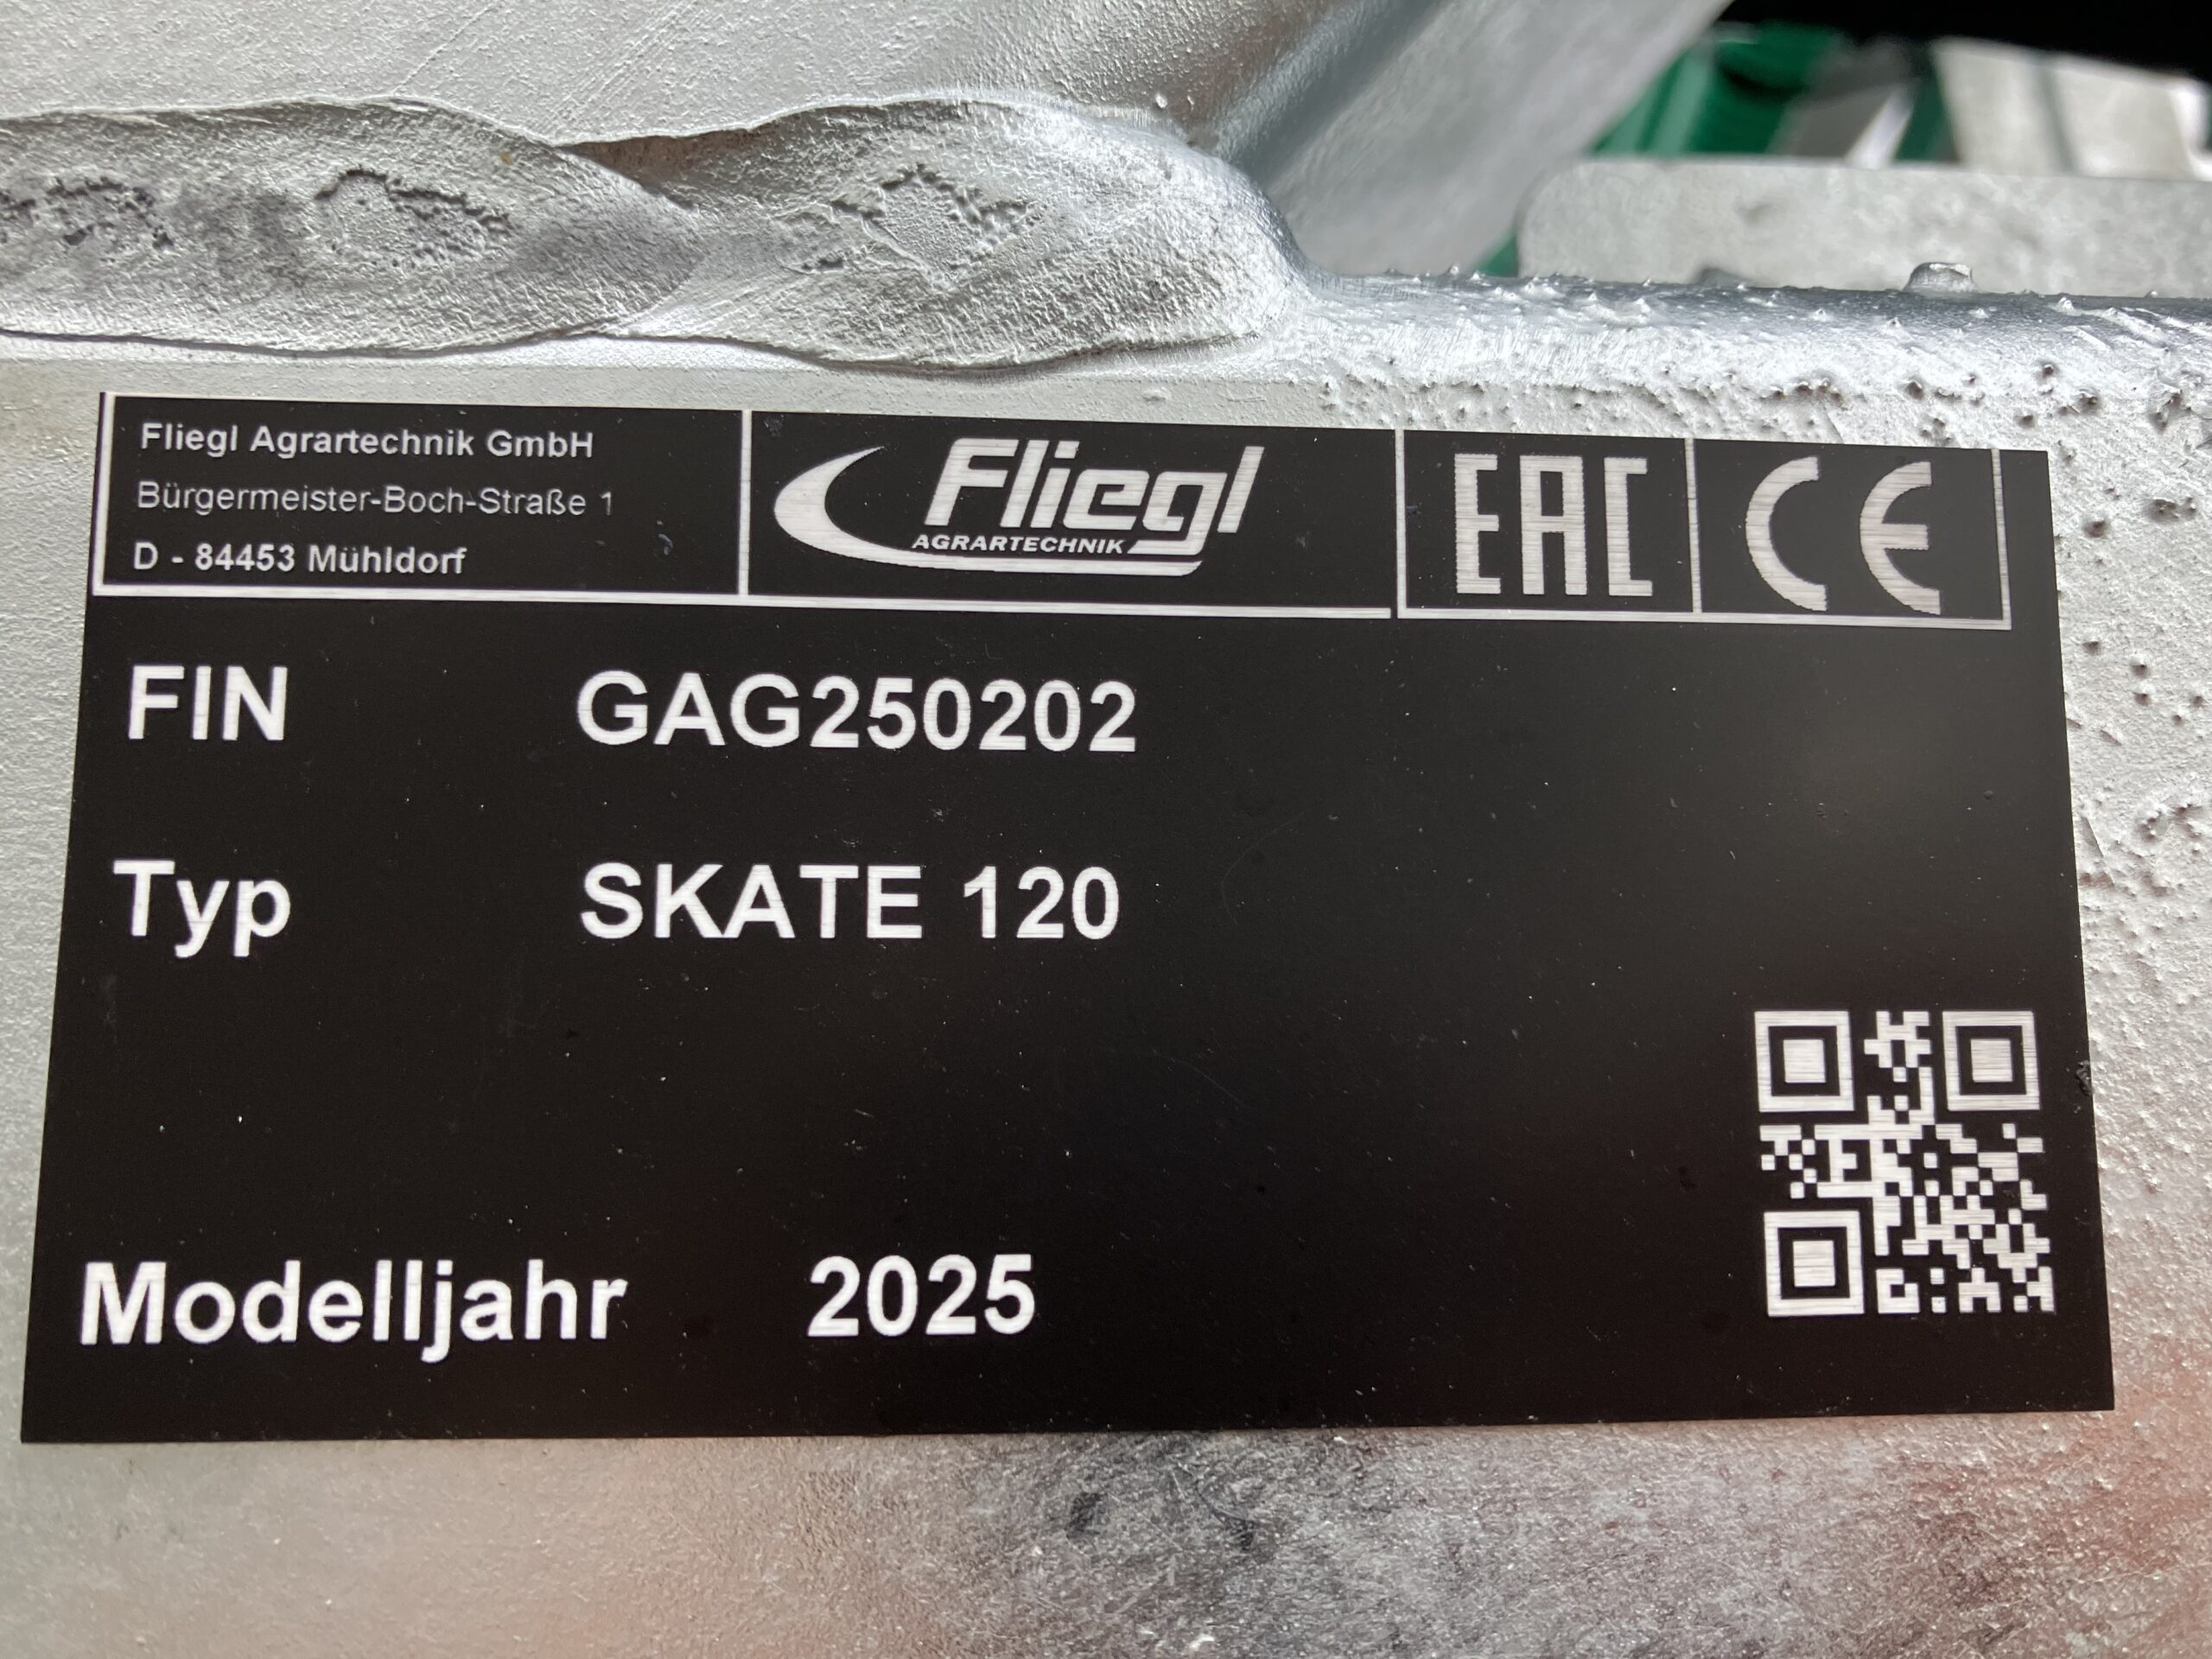 Fliegl Agrartechnik GmbH
Bürgermeister-Boch-Straße 1
D - 84453 Mühldorf
Fliegl
AGRARTECHNIK
EAC
CE
FIN GAG250202
Typ SKATE 120
Modelljahr 2025